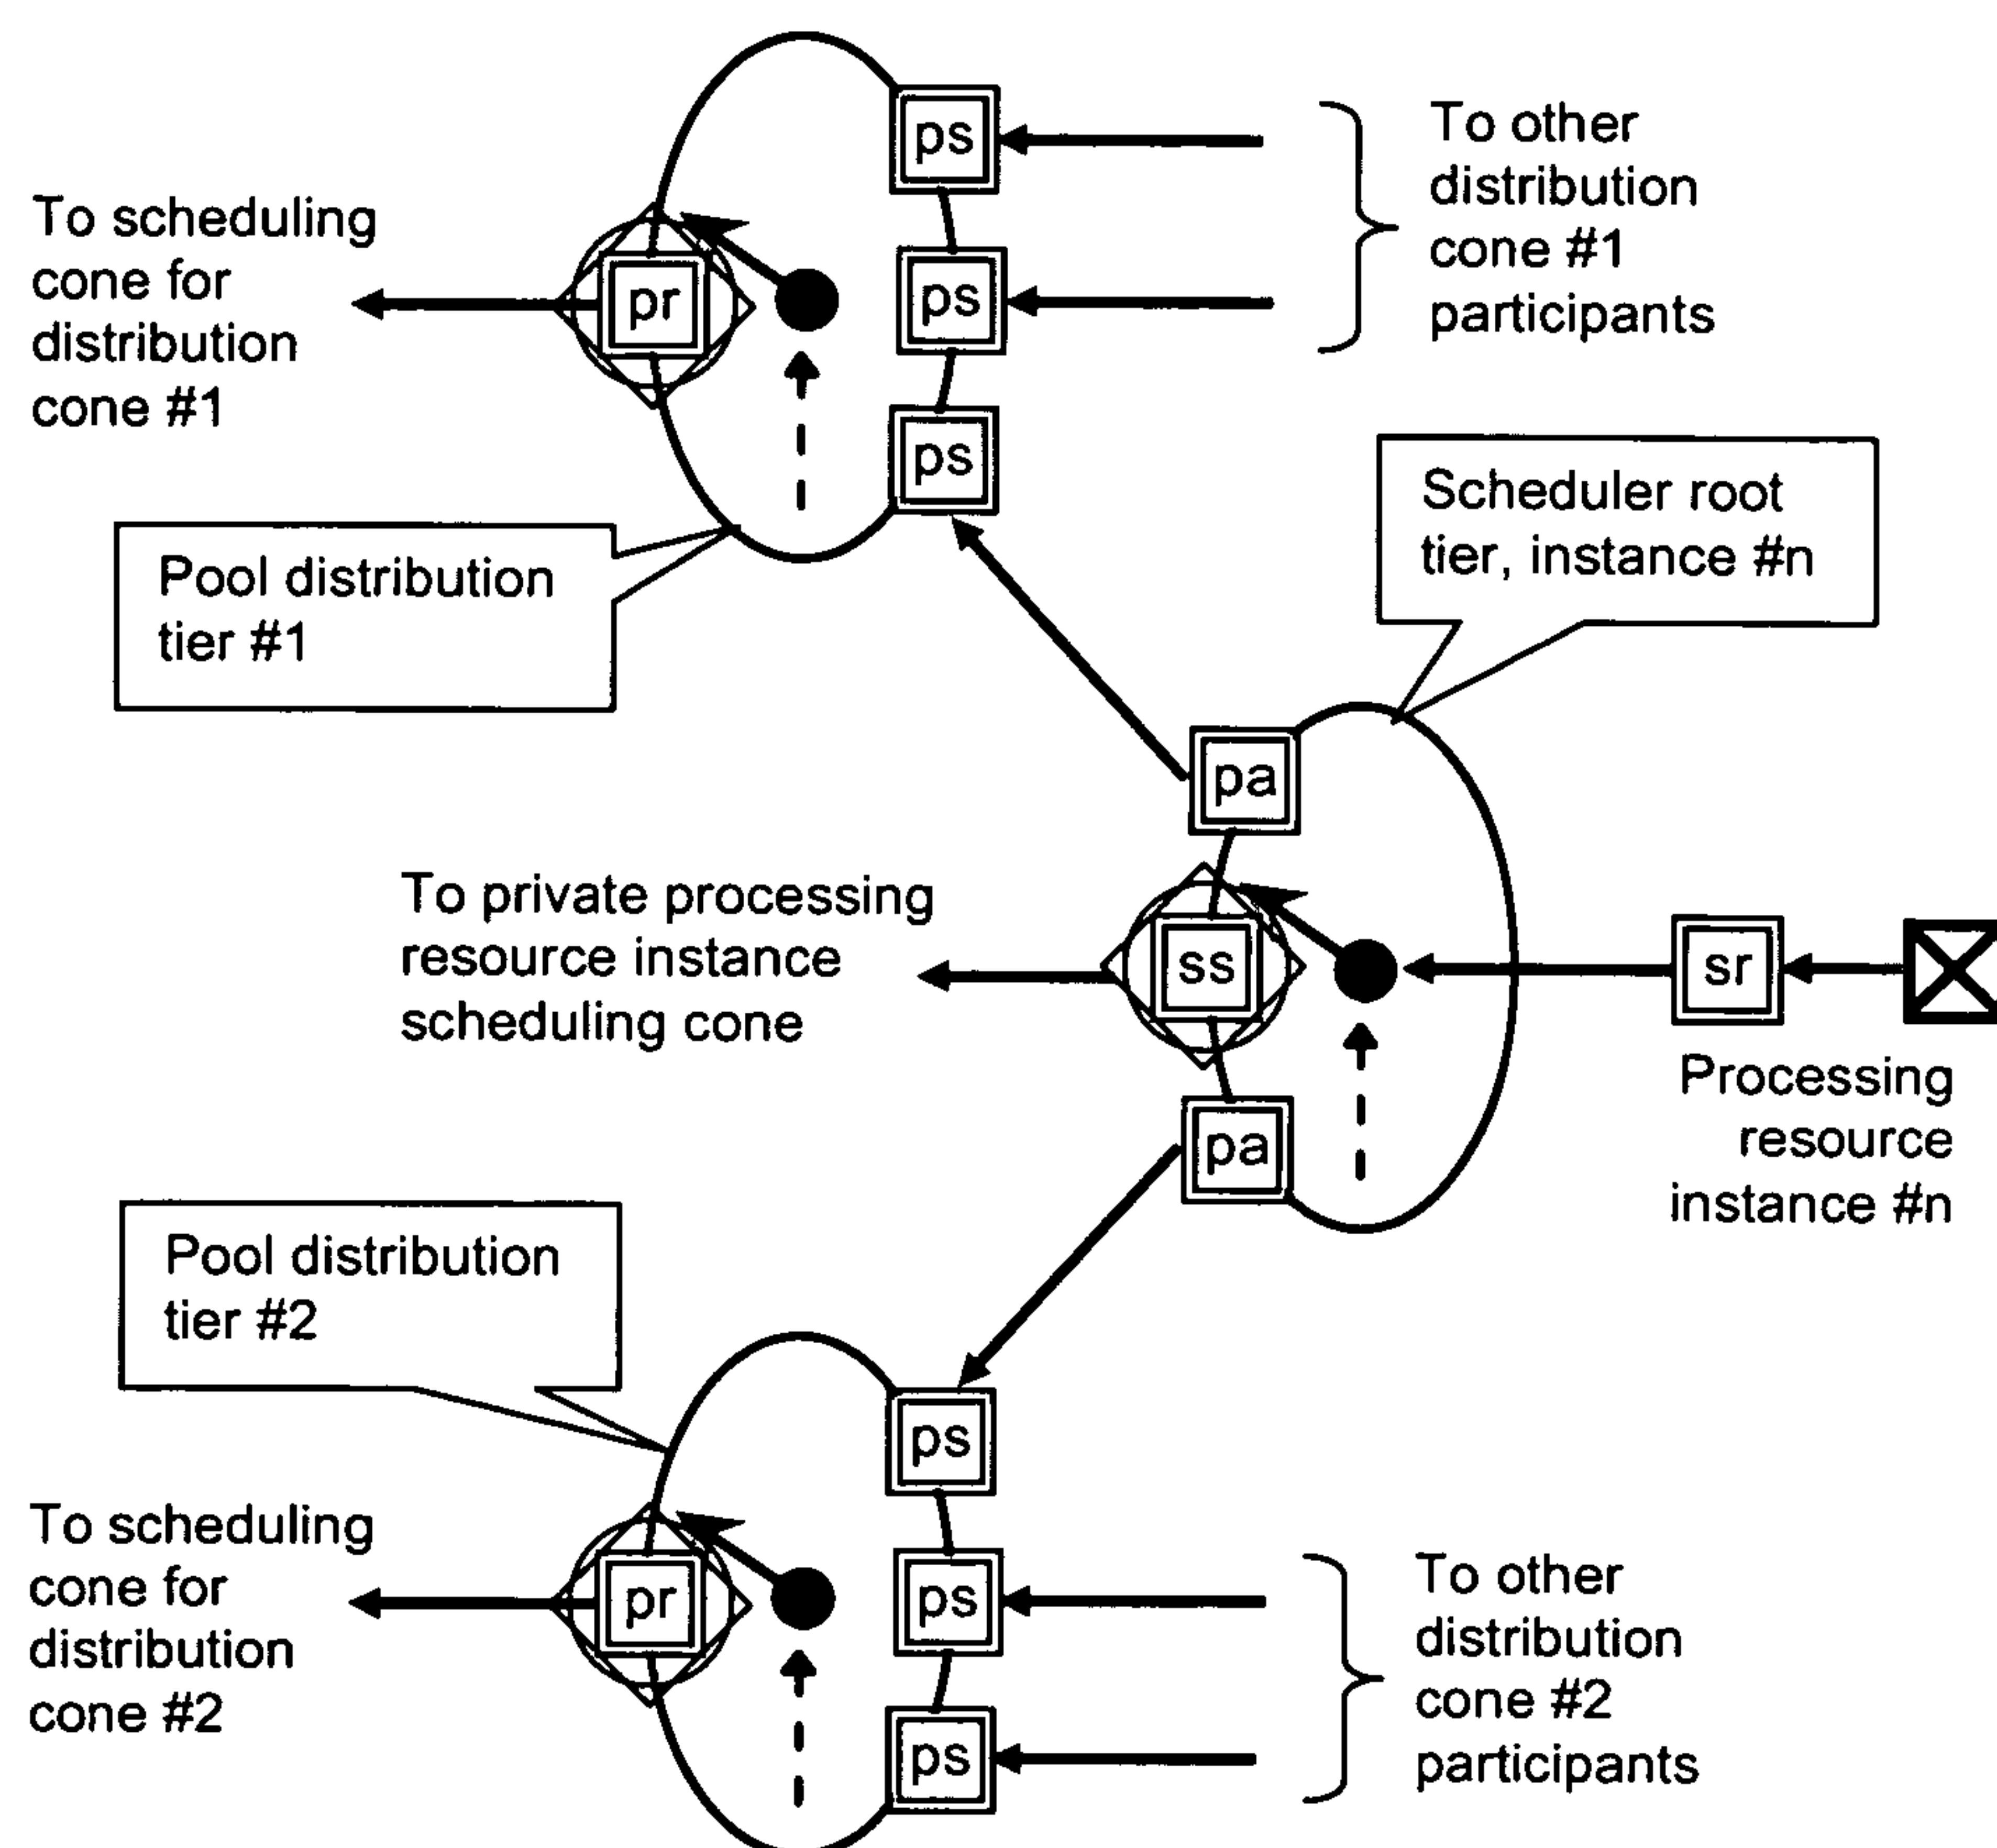 ps
To other
distribution
cone #1
participants
To scheduling
cone for
distribution
cone #1
pr
ps
ps
Pool distribution
tier #1
Scheduler root
tier, instance #n
pa
To private processing
resource instance
scheduling cone
ss
sr
Processing
resource
instance #n
pa
Pool distribution
tier #2
ps
To scheduling
cone for
distribution
cone #2
pr
ps
To other
distribution
cone #2
participants
ps